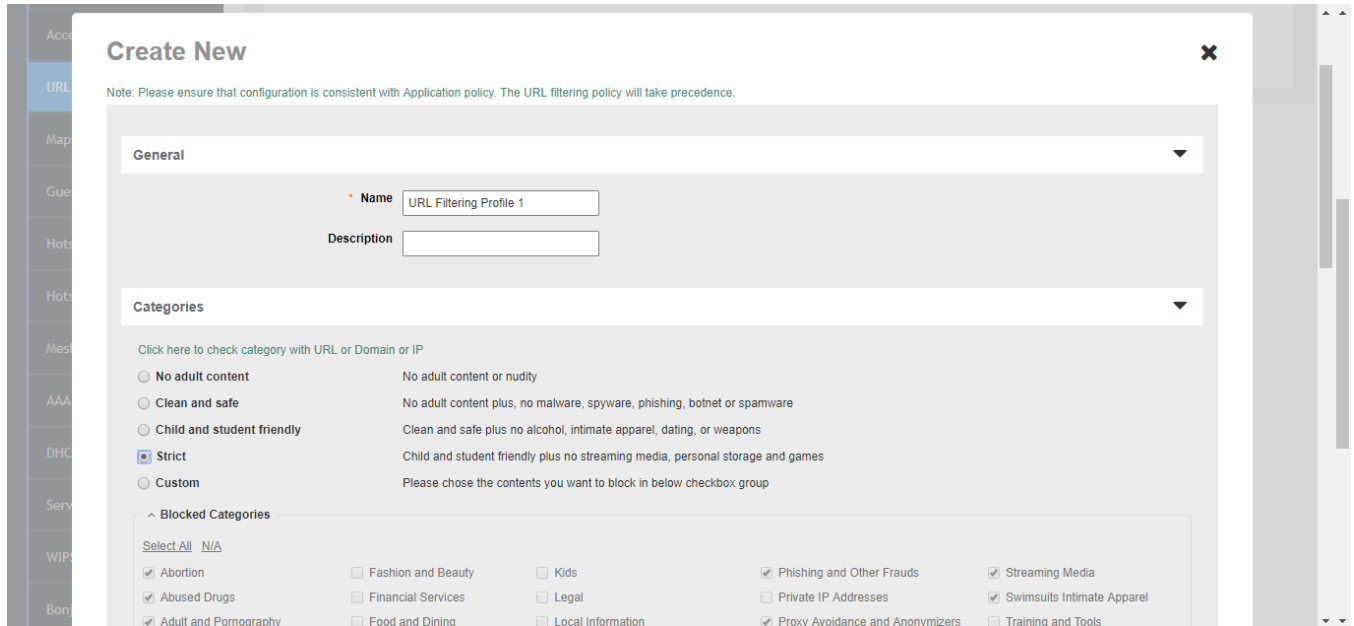 Create New
Note: Please ensure that configuration is consistent with Application policy. The URL filtering policy will take precedence.
URL
General
* Name URL Filtering Profile 1
Description
Categories
Click here to check category with URL or Domain or IP
No adult content No adult content or nudity
AAA
Clean and safe No adult content plus, no malware, spyware, phishing, botnet or spamware
Child and student friendly Clean and safe plus no alcohol, intimate apparel, dating, or weapons
Strict Child and student friendly plus no streaming media, personal storage and games
Custom Please chose the contents you want to block in below checkbox group
Blocked Categories
Select All N/A
Abortion Fashion and Beauty Kids Phishing and Other Frauds Streaming Media
Abused Drugs Financial Services Legal Private IP Addresses Swimsuits Intimate Apparel
Adult and Pornography Food and Dining Local Information Proxy Avoidance and Anonymizers Training and Tools